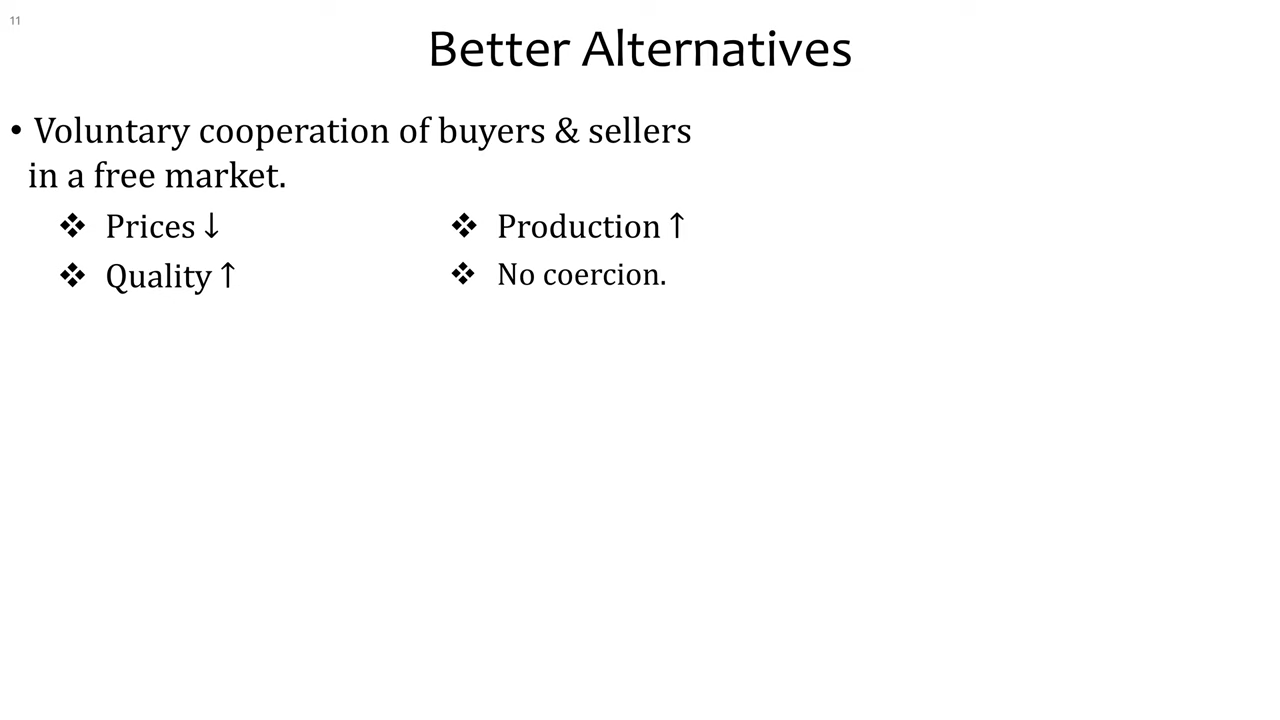 11
Better Alternatives
• Voluntary cooperation of buyers & sellers
in a free market.
❖ Prices ↓
❖ Production ↑
❖ Quality ↑
❖ No coercion.